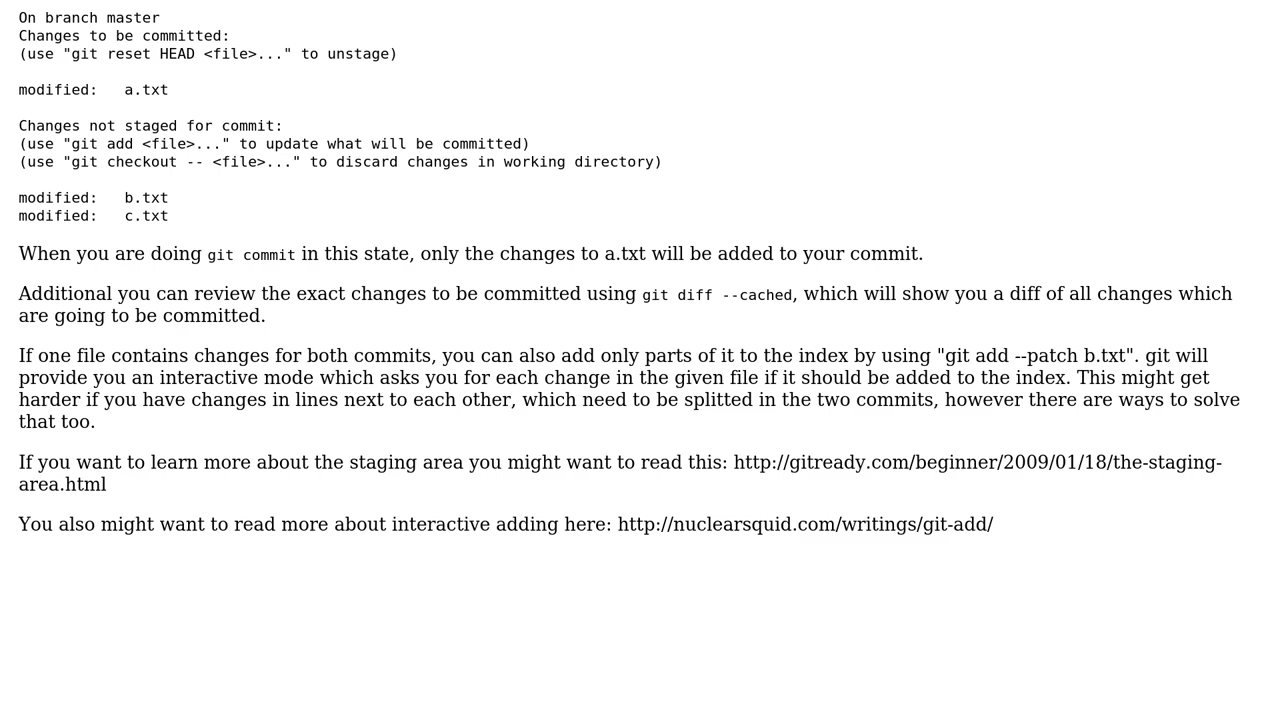 On branch master
Changes to be committed:
(use "git reset HEAD <file>..." to unstage)
modified:   a.txt
Changes not staged for commit:
(use "git add <file>..." to update what will be committed)
(use "git checkout -- <file>..." to discard changes in working directory)
modified:   b.txt
modified:   c.txt
When you are doing git commit in this state, only the changes to a.txt will be added to your commit.
Additional you can review the exact changes to be committed using git diff --cached, which will show you a diff of all changes which
are going to be committed.
If one file contains changes for both commits, you can also add only parts of it to the index by using "git add --patch b.txt". git will
provide you an interactive mode which asks you for each change in the given file if it should be added to the index. This might get
harder if you have changes in lines next to each other, which need to be splitted in the two commits, however there are ways to solve
that too.
If you want to learn more about the staging area you might want to read this: http://gitready.com/beginner/2009/01/18/the-staging-
area.html
You also might want to read more about interactive adding here: http://nuclearsquid.com/writings/git-add/